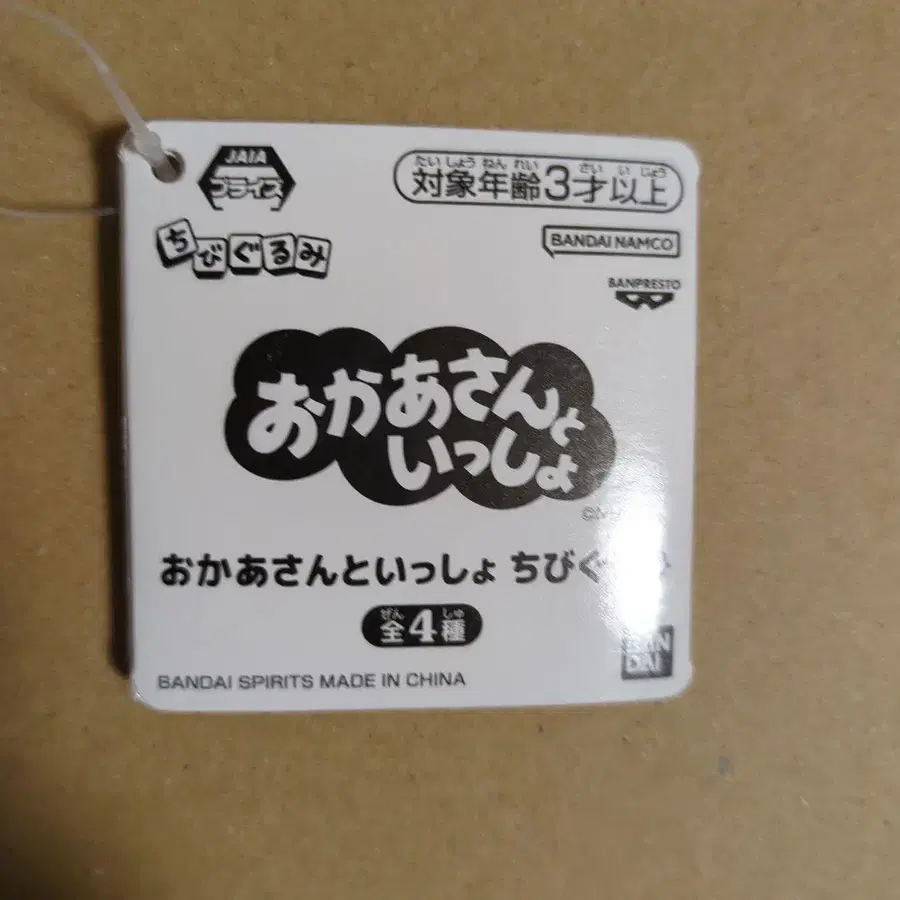 JAIA
プライズ
たいしょうねんれい さいいじょう
対象年齢3才以上
ちびぐるみ
BANDAI NAMCO
BANPRESTO
おかあさんと
いっしょ
おかあさんといっしょ ちびぐ
ぜん しゅ
全4種
BANDAI SPIRITS MADE IN CHINA
BAN
DAI